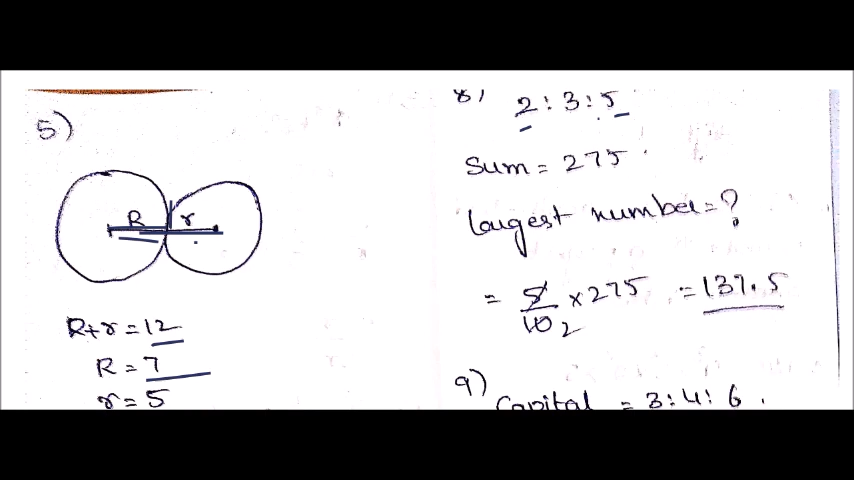 5)
R r
R+r = 12
R = 7
r = 5
8) 2:3:5
Sum = 275
largest number = ?
= 5/10 2 × 275 = 137.5
9)
Capital = 3:4:6.